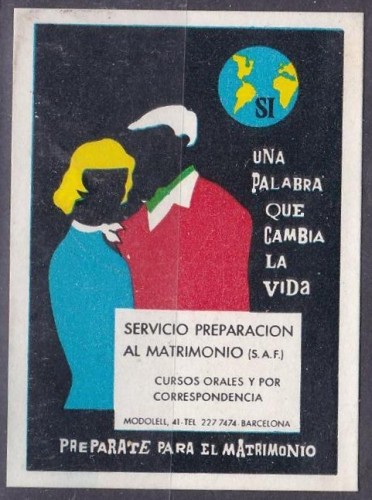 SI
UNA
PALABRA
QUE
CAMBIA
LA
VIDA
SERVICIO PREPARACION
AL MATRIMONIO (S.A.F.)
CURSOS ORALES Y POR
CORRESPONDENCIA
MODOLELL, 41-TEL 227 7474-BARCELONA
PREPARATE PARA EL MATRIMONIO